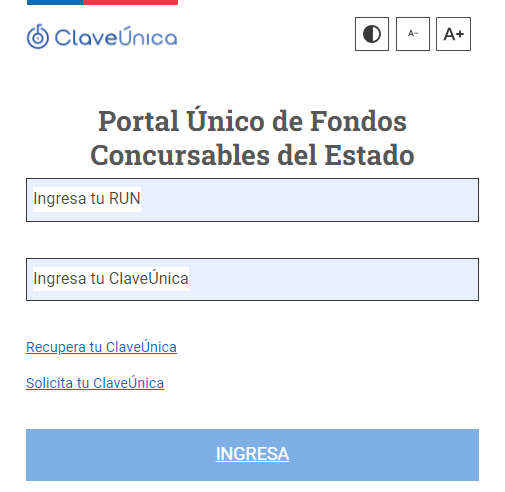 ClaveÚnica
A-
A+
Portal Único de Fondos
Concursables del Estado
Ingresa tu RUN
Ingresa tu ClaveÚnica
Recupera tu ClaveÚnica
Solicita tu ClaveÚnica
INGRESA